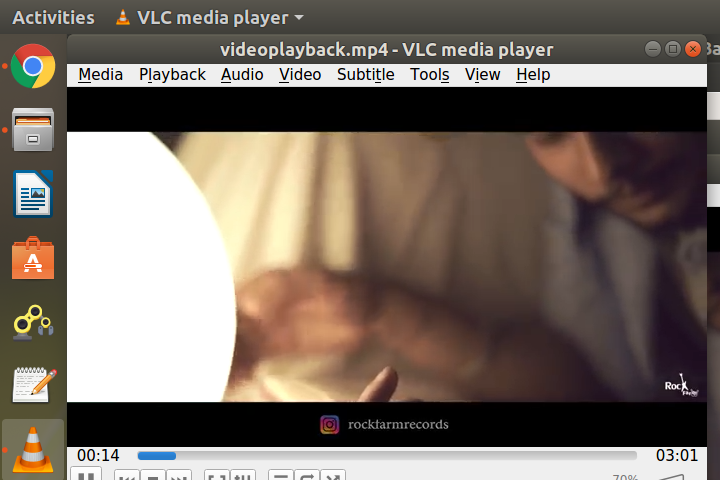 Activities VLC media player
videoplayback.mp4 - VLC media player
Media Playback Audio Video Subtitle Tools View Help
Rock
rockfarmrecords
00:14 03:01
70%